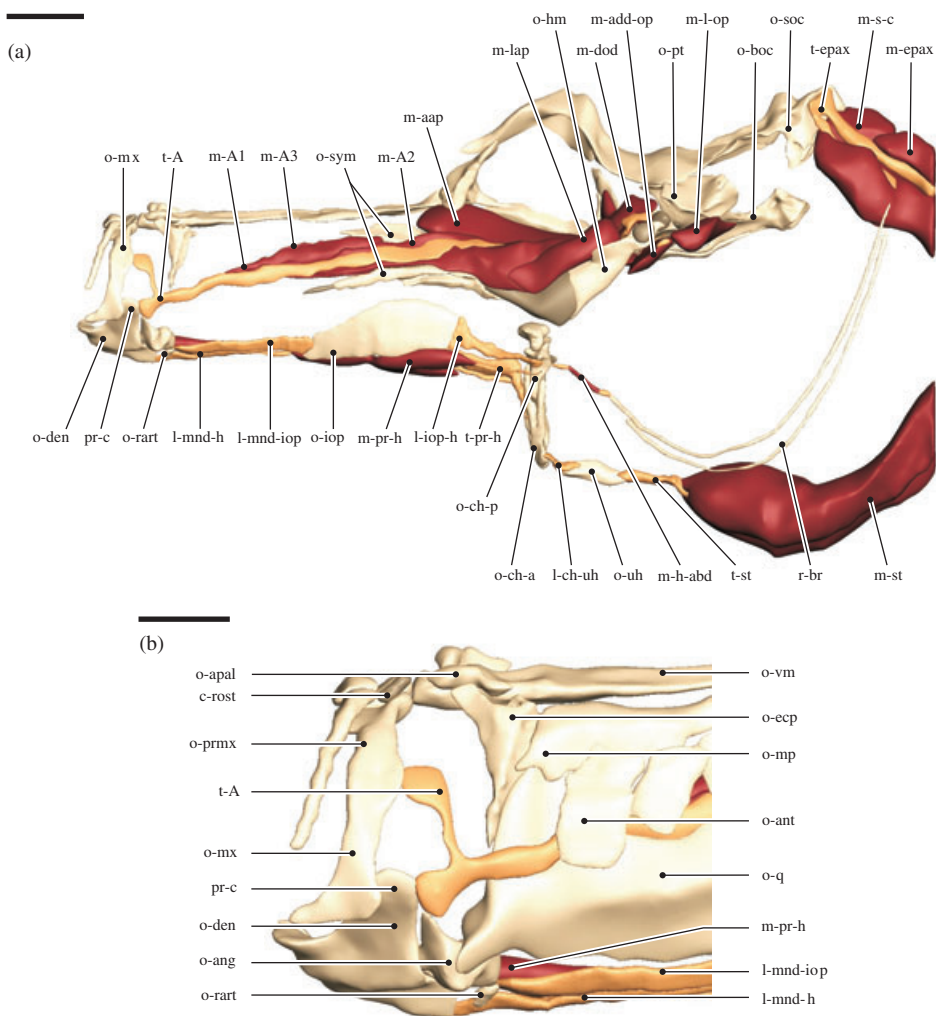 (a)
o-hm m-add-op m-l-op o-soc m-s-c
m-lap m-dod o-pt o-boc t-epax m-epax
m-aap
o-mx t-A m-A1 m-A3 o-sym m-A2
o-den pr-c o-rart l-mnd-h l-mnd-iop o-iop m-pr-h l-iop-h t-pr-h
o-ch-p
o-ch-a l-ch-uh o-uh m-h-abd t-st r-br m-st
(b)
o-apal
c-rost
o-prmx
t-A
o-mx
pr-c
o-den
o-ang
o-rart
o-vm
o-ecp
o-mp
o-ant
o-q
m-pr-h
l-mnd-iop
l-mnd-h